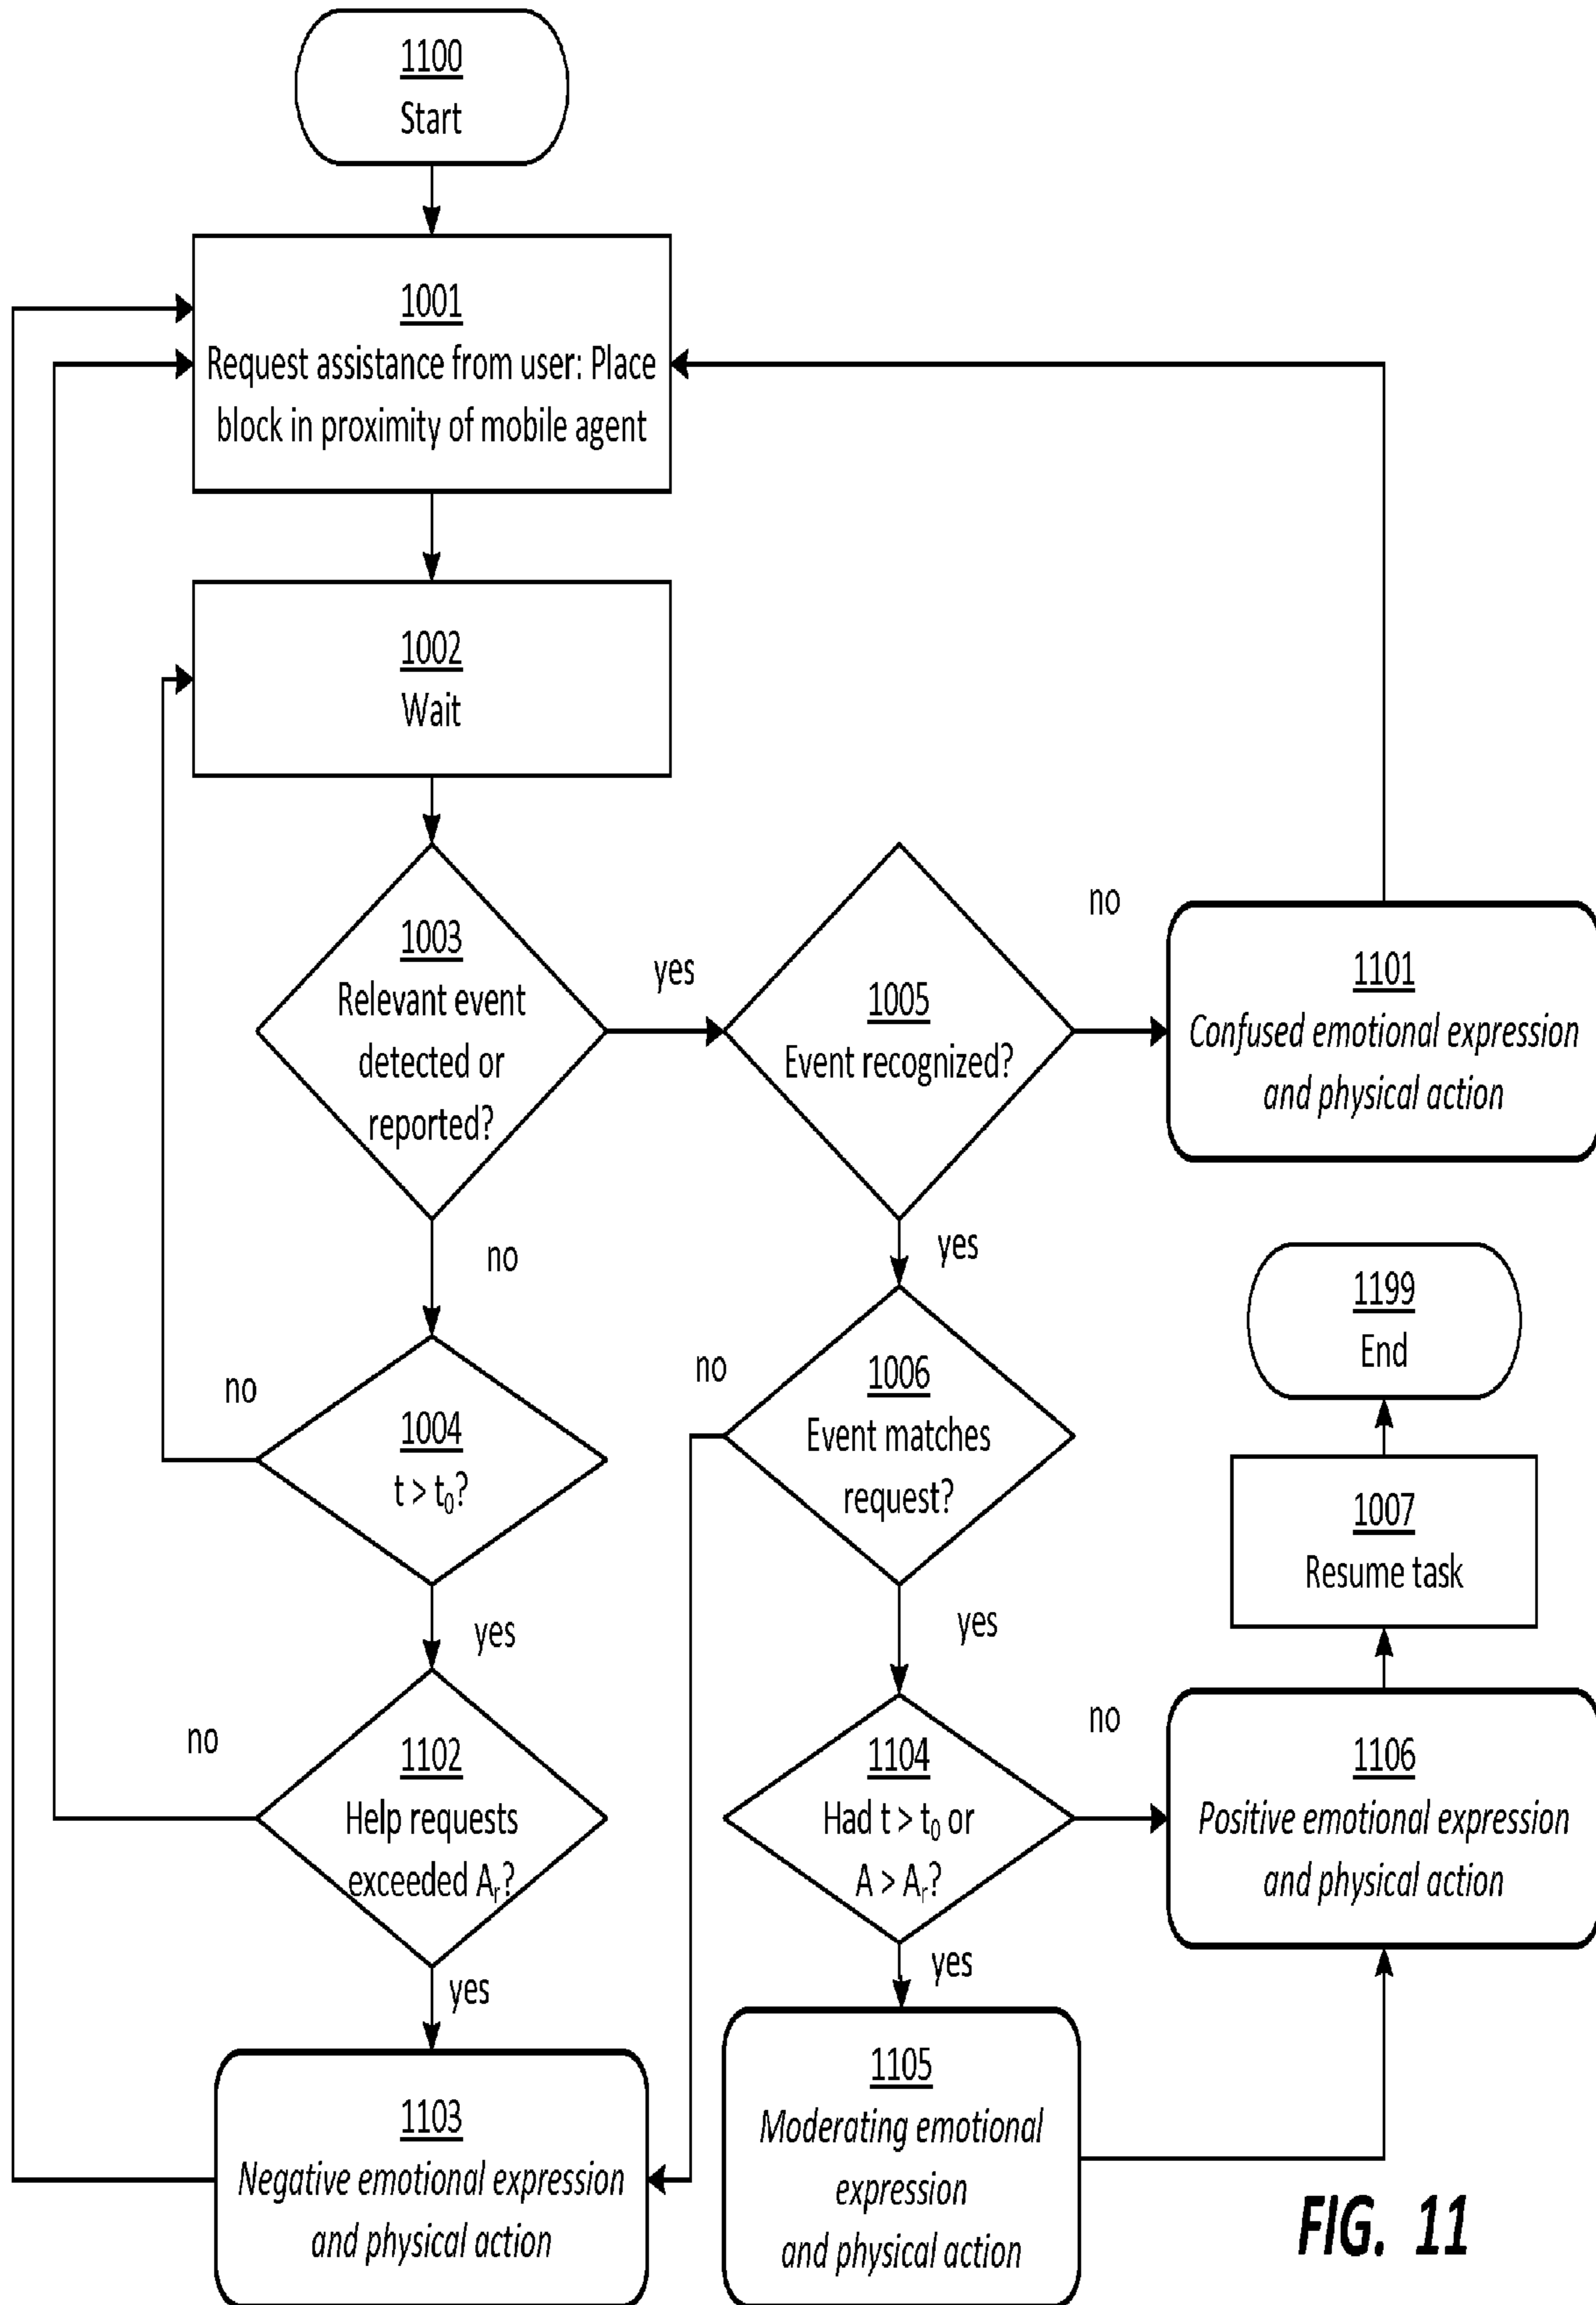 1100
Start
1001
Request assistance from user: Place
block in proximity of mobile agent
1002
Wait
1003
Relevant event
detected or
reported?
yes
no
1005
Event recognized?
no
yes
1101
Confused emotional expression
and physical action
1004
t > t₀?
no
yes
1006
Event matches
request?
no
yes
1199
End
1007
Resume task
1102
Help requests
exceeded Aᵣ?
no
yes
1104
Had t > t₀ or
A > Aᵣ?
no
yes
1106
Positive emotional expression
and physical action
1103
Negative emotional expression
and physical action
1105
Moderating emotional
expression
and physical action
FIG. 11